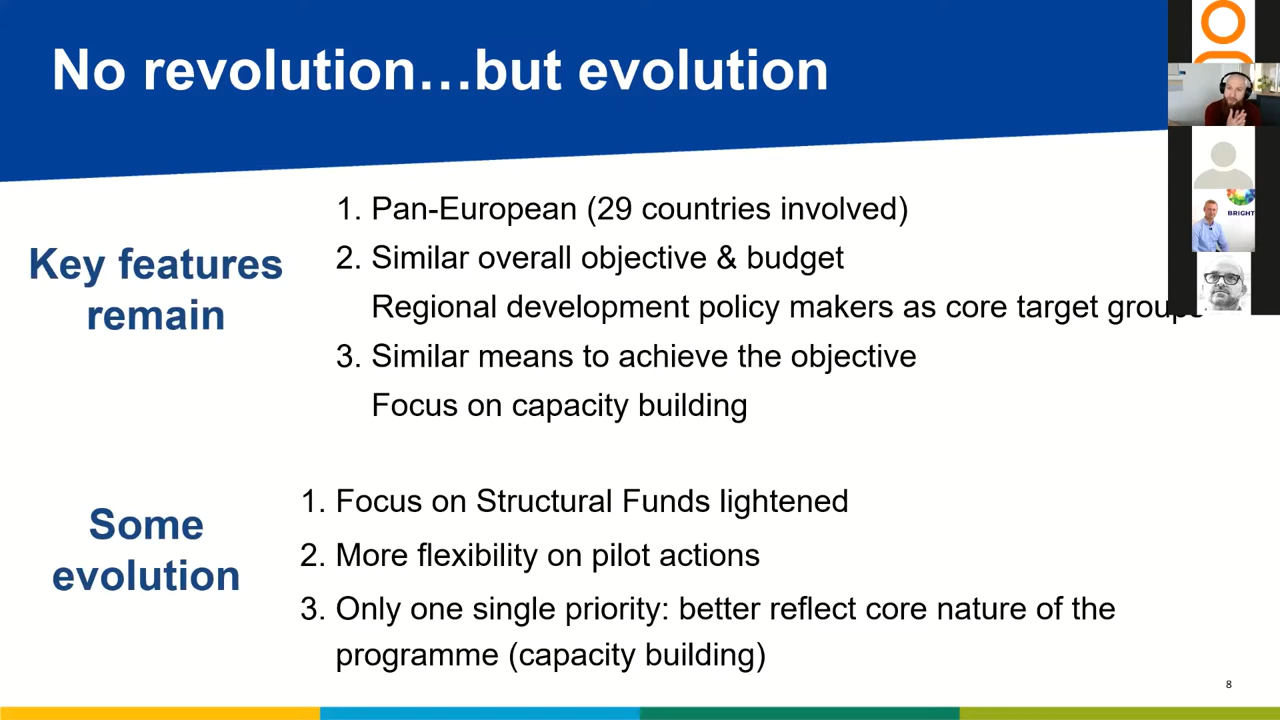 No revolution…but evolution
Key features
remain
1. Pan-European (29 countries involved)
2. Similar overall objective & budget
Regional development policy makers as core target groups
3. Similar means to achieve the objective
Focus on capacity building
Some
evolution
1. Focus on Structural Funds lightened
2. More flexibility on pilot actions
3. Only one single priority: better reflect core nature of the
programme (capacity building)
BRIGHT
8